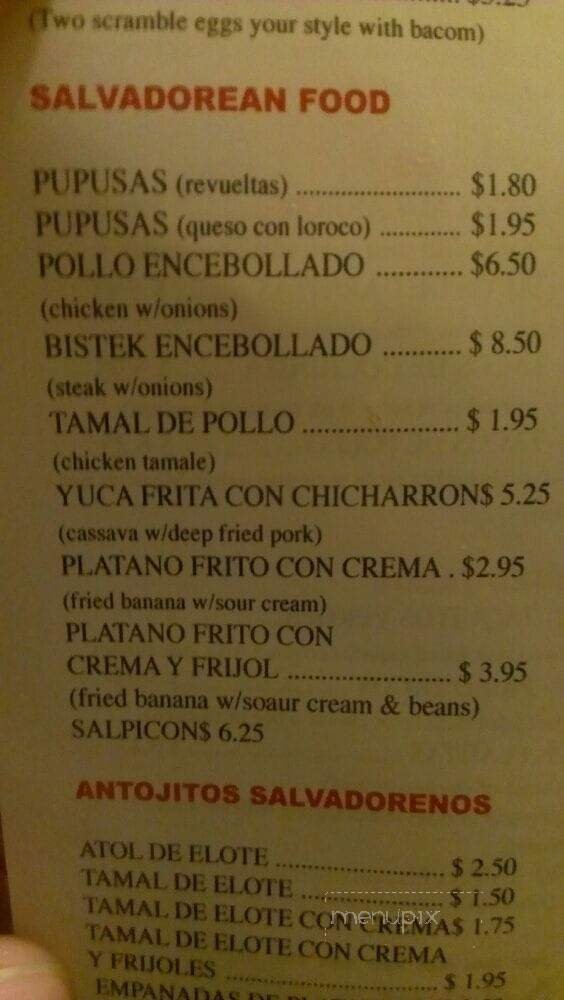 (Two scramble eggs your style with bacom)
SALVADOREAN FOOD
PUPUSAS (revueltas) .......................... $1.80
PUPUSAS (queso con loroco) ............. $1.95
POLLO ENCEBOLLADO ............ $6.50
(chicken w/onions)
BISTEK ENCEBOLLADO ........... $ 8.50
(steak w/onions)
TAMAL DE POLLO ...................... $ 1.95
(chicken tamale)
YUCA FRITA CON CHICHARRON$ 5.25
(cassava w/deep fried pork)
PLATANO FRITO CON CREMA . $2.95
(fried banana w/sour cream)
PLATANO FRITO CON
CREMA Y FRIJOL ........................ $ 3.95
(fried banana w/soaur cream & beans)
SALPICON$ 6.25
ANTOJITOS SALVADORENOS
ATOL DE ELOTE ........................... $ 2.50
TAMAL DE ELOTE ....................... $ 1.50
TAMAL DE ELOTE CON CREMA$ 1.75
menupix
TAMAL DE ELOTE CON CREMA
Y FRIJOLES ................................ $ 1.95
EMPANADAS DE